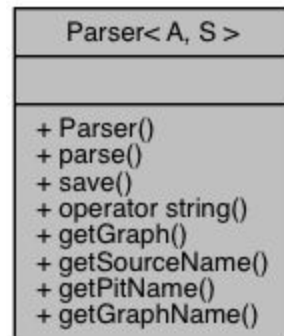 Parser< A, S >
+ Parser()
+ parse()
+ save()
+ operator string()
+ getGraph()
+ getSourceName()
+ getPitName()
+ getGraphName()